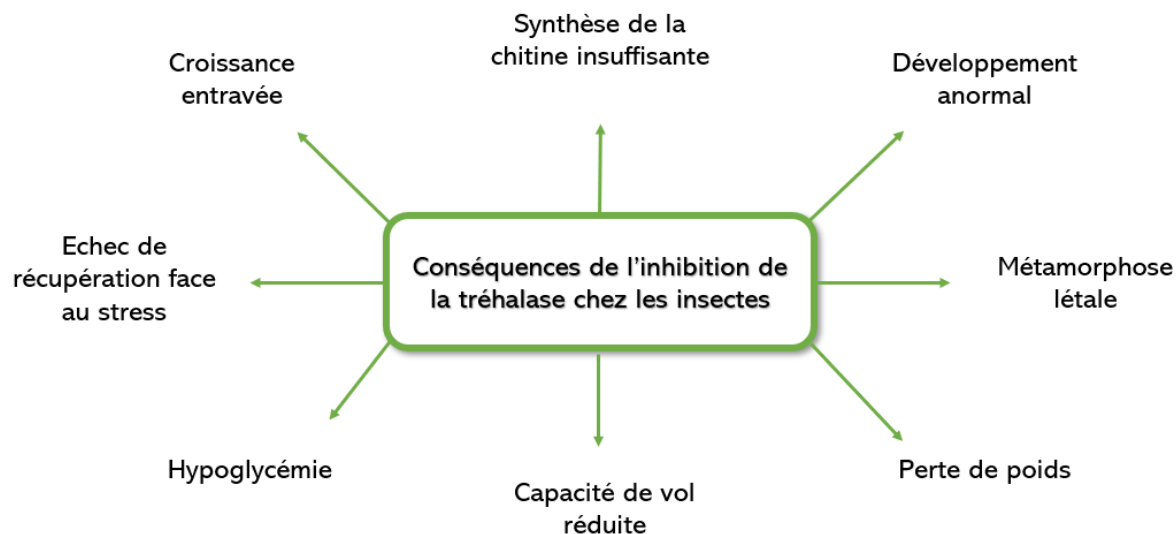 Synthèse de la
chitine insuffisante
Croissance
entravée
Développement
anormal
Echec de
récupération face
au stress
Conséquences de l'inhibition de
la tréhalase chez les insectes
Métamorphose
létale
Hypoglycémie
Capacité de vol
réduite
Perte de poids